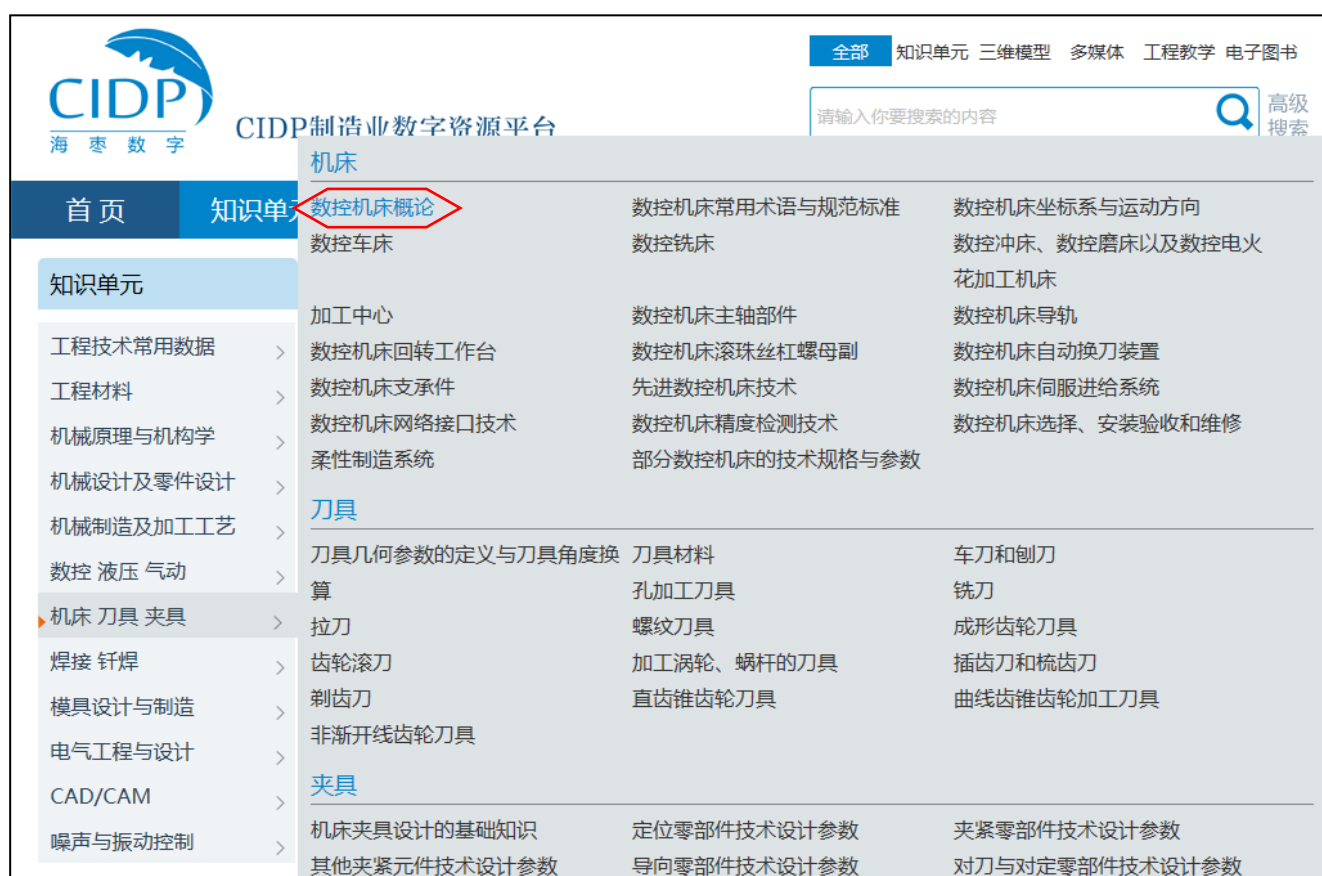 CIDP
海枣数字
CIDP制造业数字资源平台
全部 知识单元 三维模型 多媒体 工程教学 电子图书
请输入你要搜索的内容
高级
搜索
首页 知识单元
知识单元
工程技术常用数据
工程材料
机械原理与机构学
机械设计及零件设计
机械制造及加工工艺
数控 液压 气动
机床 刀具 夹具
焊接 钎焊
模具设计与制造
电气工程与设计
CAD/CAM
噪声与振动控制
机床
数控机床概论 数控机床常用术语与规范标准 数控机床坐标系与运动方向
数控车床 数控铣床 数控冲床、数控磨床以及数控电火
花加工机床
加工中心 数控机床主轴部件 数控机床导轨
数控机床回转工作台 数控机床滚珠丝杠螺母副 数控机床自动换刀装置
数控机床支承件 先进数控机床技术 数控机床伺服进给系统
数控机床网络接口技术 数控机床精度检测技术 数控机床选择、安装验收和维修
柔性制造系统 部分数控机床的技术规格与参数
刀具
刀具几何参数的定义与刀具角度换 刀具材料 车刀和刨刀
算 孔加工刀具 铣刀
拉刀 螺纹刀具 成形齿轮刀具
齿轮滚刀 加工涡轮、蜗杆的刀具 插齿刀和梳齿刀
剃齿刀 直齿锥齿轮刀具 曲线齿锥齿轮加工刀具
非渐开线齿轮刀具
夹具
机床夹具设计的基础知识 定位零部件技术设计参数 夹紧零部件技术设计参数
其他夹紧元件技术设计参数 导向零部件技术设计参数 对刀与对定零部件技术设计参数